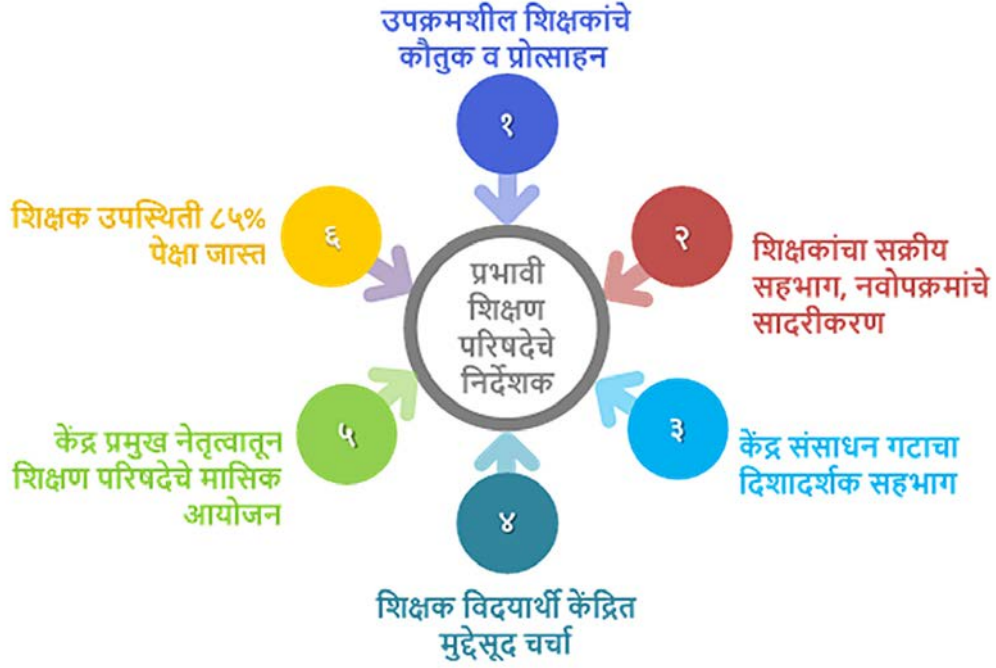 उपक्रमशील शिक्षकांचे
कौतुक व प्रोत्साहन
१
२
शिक्षकांचा सक्रीय
सहभाग, नवोपक्रमांचे
सादरीकरण
३
केंद्र संसाधन गटाचा
दिशादर्शक सहभाग
४
शिक्षक विदयार्थी केंद्रित
मुद्देसूद चर्चा
५
केंद्र प्रमुख नेतृत्वातून
शिक्षण परिषदेचे मासिक
आयोजन
६
शिक्षक उपस्थिती ८५%
पेक्षा जास्त
प्रभावी
शिक्षण
परिषदेचे
निर्देशक